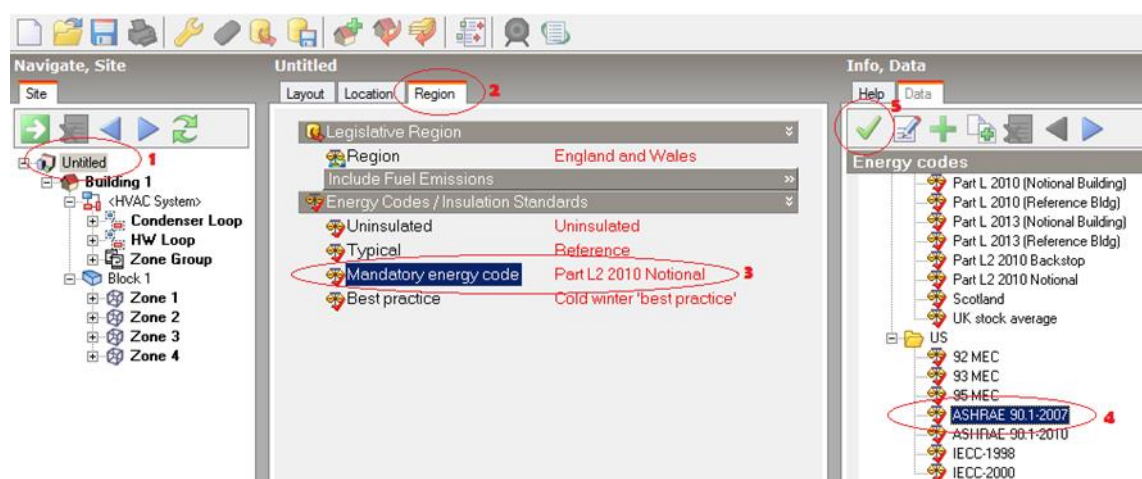 Navigate, Site
Site
Untitled 1
Building 1
<HVAC System>
Condenser Loop
HW Loop
Zone Group
Block 1
Zone 1
Zone 2
Zone 3
Zone 4
Untitled
Layout Location Region 2
Legislative Region
Region England and Wales
Include Fuel Emissions
Energy Codes / Insulation Standards
Uninsulated Uninsulated
Typical Reference
Mandatory energy code Part L2 2010 Notional 3
Best practice Cold winter 'best practice'
Info, Data
Help Data
5
Energy codes
Part L 2010 (Notional Building)
Part L 2010 (Reference Bldg)
Part L 2013 (Notional Building)
Part L 2013 (Reference Bldg)
Part L2 2010 Backstop
Part L2 2010 Notional
Scotland
UK stock average
US
92 MEC
93 MEC
95 MEC
ASHRAE 90.1-2007 4
ASHRAE 90.1-2010
IECC-1998
IECC-2000